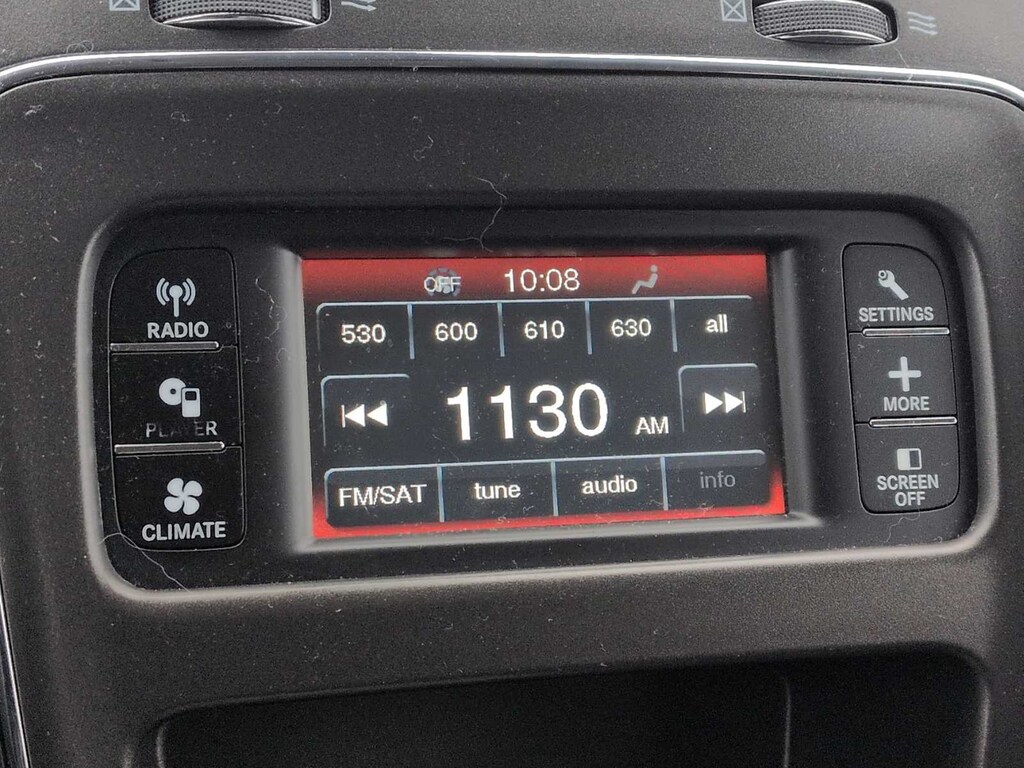 OFF 10:08
530 600 610 630 all
1130 AM
FM/SAT tune audio info
RADIO
PLAYER
CLIMATE
SETTINGS
MORE
SCREEN
OFF